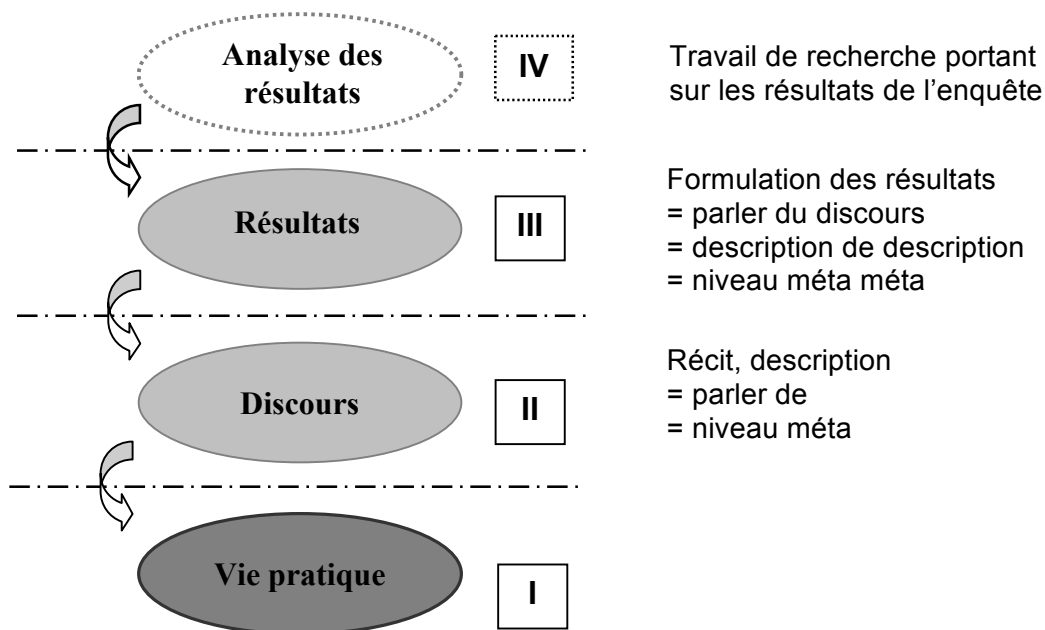 Analyse des
résultats
IV
Travail de recherche portant
sur les résultats de l’enquête
Résultats
III
Formulation des résultats
= parler du discours
= description de description
= niveau méta méta
Discours
II
Récit, description
= parler de
= niveau méta
Vie pratique
I